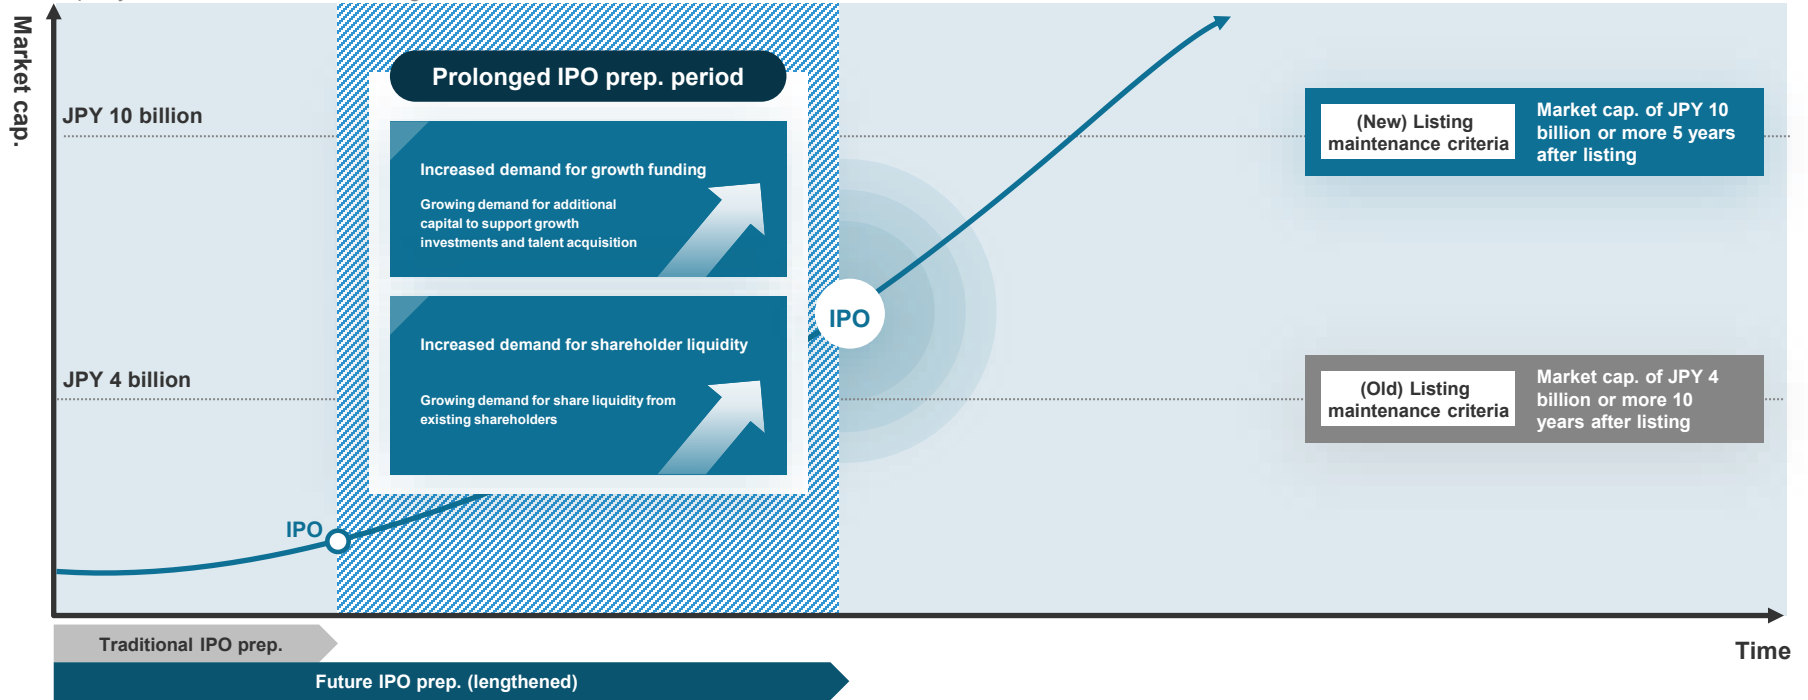 Market cap.
Prolonged IPO prep. period
JPY 10 billion
Increased demand for growth funding
Growing demand for additional
capital to support growth
investments and talent acquisition
(New) Listing
maintenance criteria
Market cap. of JPY 10
billion or more 5 years
after listing
IPO
Increased demand for shareholder liquidity
Growing demand for share liquidity from
existing shareholders
JPY 4 billion
(Old) Listing
maintenance criteria
Market cap. of JPY 4
billion or more 10
years after listing
IPO
Traditional IPO prep.
Time
Future IPO prep. (lengthened)